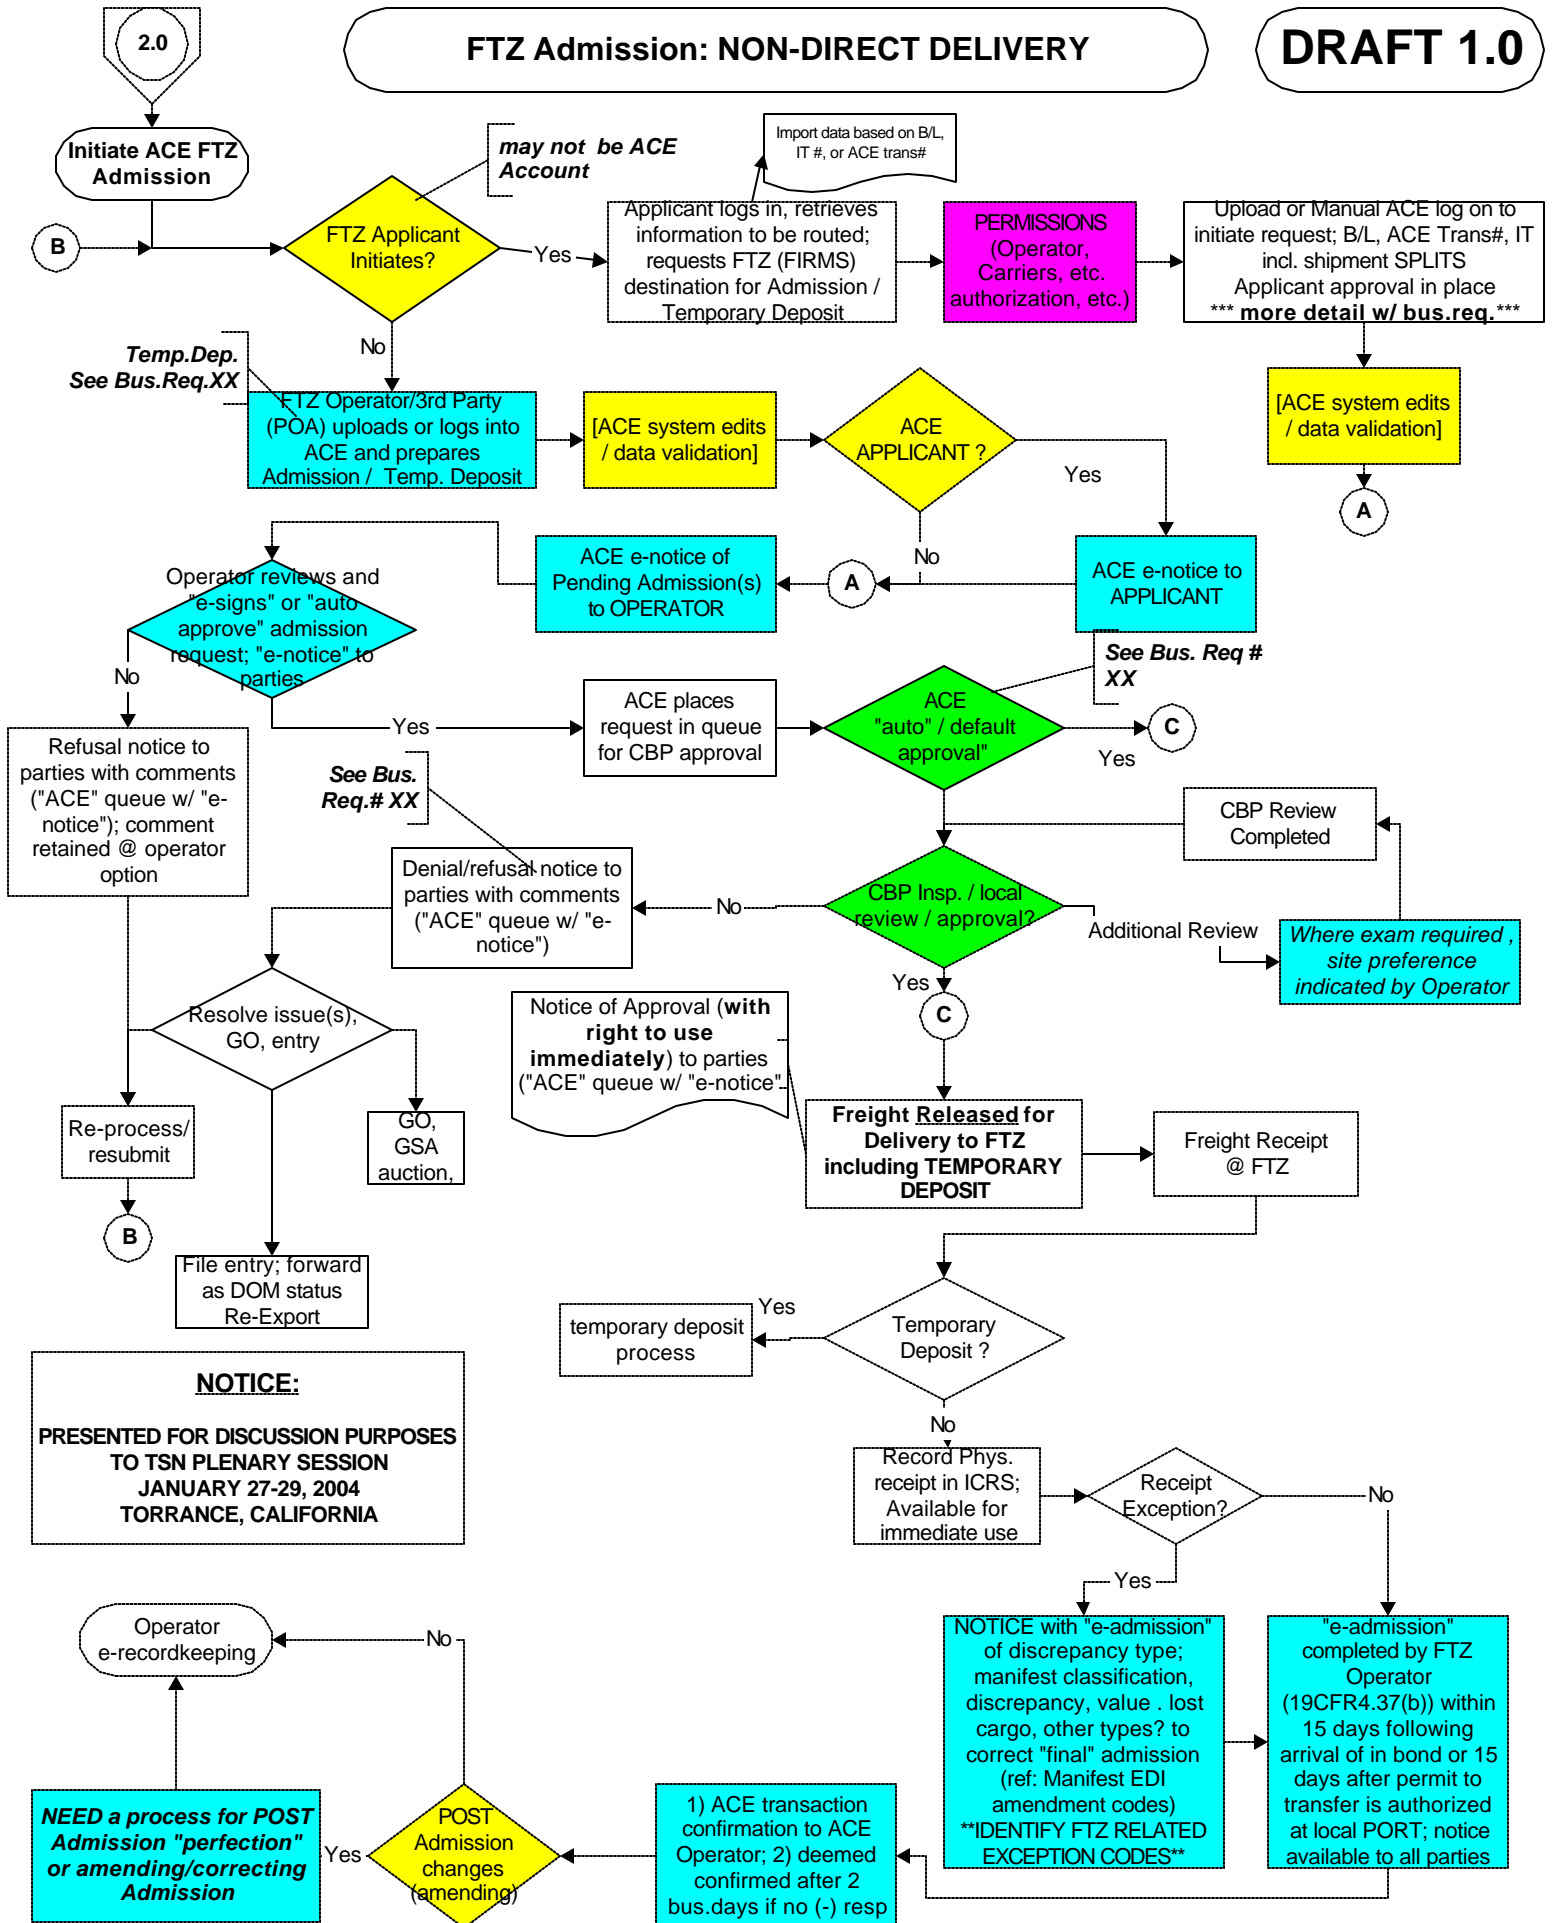 2.0
FTZ Admission: NON-DIRECT DELIVERY
DRAFT 1.0
Initiate ACE FTZ
Admission
may not  be ACE
Account
Import data based on B/L,
IT #, or ACE trans#
B
FTZ Applicant
Initiates?
Yes
Applicant logs in, retrieves
information to be routed;
requests FTZ (FIRMS)
destination for Admission /
Temporary Deposit
PERMISSIONS
(Operator,
Carriers, etc.
authorization, etc.)
Upload or Manual ACE log on to
initiate request; B/L, ACE Trans#, IT
incl. shipment SPLITS
Applicant approval in place
*** more detail w/ bus.req.***
No
Temp.Dep.
See Bus.Req.XX
FTZ Operator/3rd Party
(POA) uploads or logs into
ACE and prepares
Admission /  Temp. Deposit
[ACE system edits
/ data validation]
ACE
APPLICANT ?
Yes
[ACE system edits
/ data validation]
A
No
ACE e-notice of
Pending Admission(s)
to OPERATOR
A
ACE e-notice to
APPLICANT
Operator reviews and
"e-signs" or "auto
approve" admission
request; "e-notice" to
parties
No
Yes
ACE places
request in queue
for CBP approval
ACE
"auto" / default
approval"
See Bus. Req #
XX
C
Yes
Refusal notice to
parties with comments
("ACE" queue w/ "e-
notice"); comment
retained @ operator
option
See Bus.
Req.# XX
CBP Review
Completed
Denial/refusal notice to
parties with comments
("ACE" queue w/ "e-
notice")
No
CBP Insp. / local
review / approval?
Additional Review
Where exam required ,
site preference
indicated by Operator
Yes
C
Resolve issue(s),
GO, entry
Notice of Approval (with
right to use
immediately) to parties
("ACE" queue w/ "e-notice"
Re-process/
resubmit
GO,
GSA
auction,
Freight Released for
Delivery to FTZ
including TEMPORARY
DEPOSIT
Freight Receipt
@ FTZ
B
File entry; forward
as DOM status
Re-Export
temporary deposit
process
Yes
Temporary
Deposit ?
NOTICE:
PRESENTED FOR DISCUSSION PURPOSES
TO TSN PLENARY SESSION
JANUARY 27-29, 2004
TORRANCE, CALIFORNIA
No
Record Phys.
receipt in ICRS;
Available for
immediate use
Receipt
Exception?
No
Yes
Operator
e-recordkeeping
No
NOTICE with "e-admission"
of discrepancy type;
manifest classification,
discrepancy, value . lost
cargo, other types? to
correct "final" admission
(ref: Manifest EDI
amendment codes)
**IDENTIFY FTZ RELATED
EXCEPTION CODES**
"e-admission"
completed by FTZ
Operator
(19CFR4.37(b)) within
15 days following
arrival of in bond or 15
days after permit to
transfer is authorized
at local PORT; notice
available to all parties
NEED a process for POST
Admission "perfection"
or amending/correcting
Admission
Yes
POST
Admission
changes
(amending)
1) ACE transaction
confirmation to ACE
Operator; 2) deemed
confirmed after 2
bus.days if no (-) resp